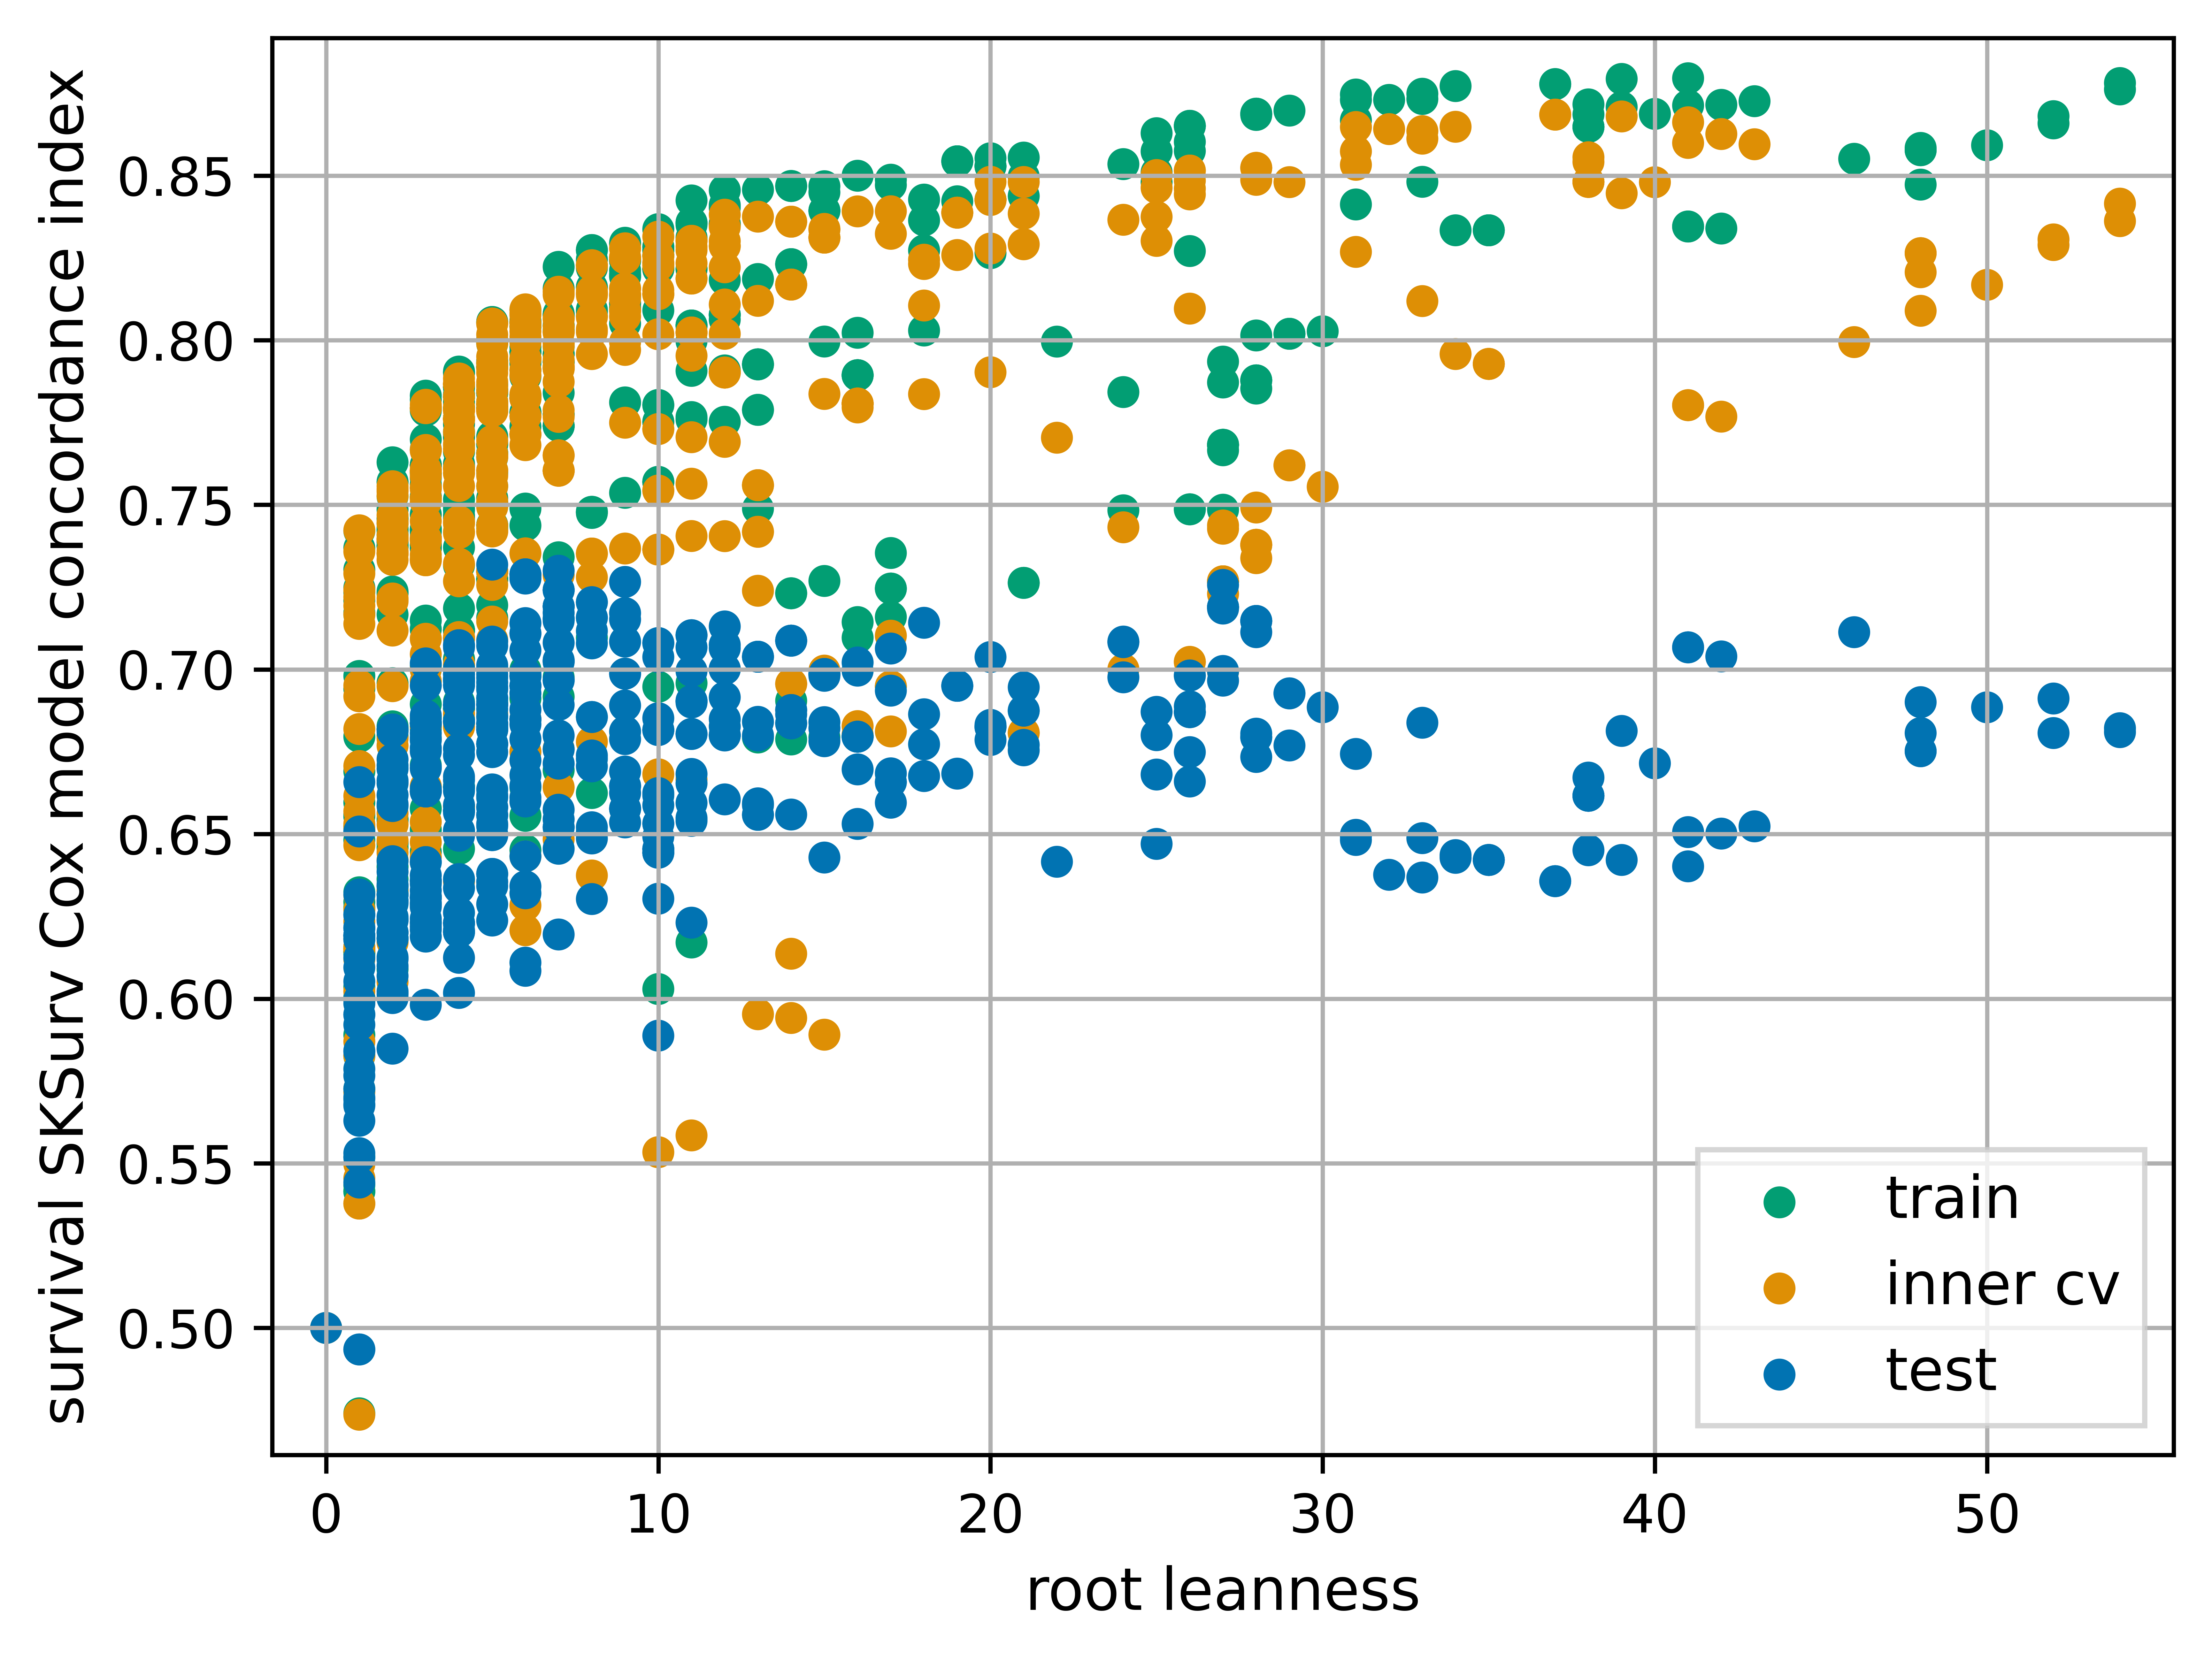 survival SKSurv Cox model concordance index
0.85
0.80
0.75
0.70
0.65
0.60
0.55
0.50
train
inner cv
test
0 10 20 30 40 50
root leanness